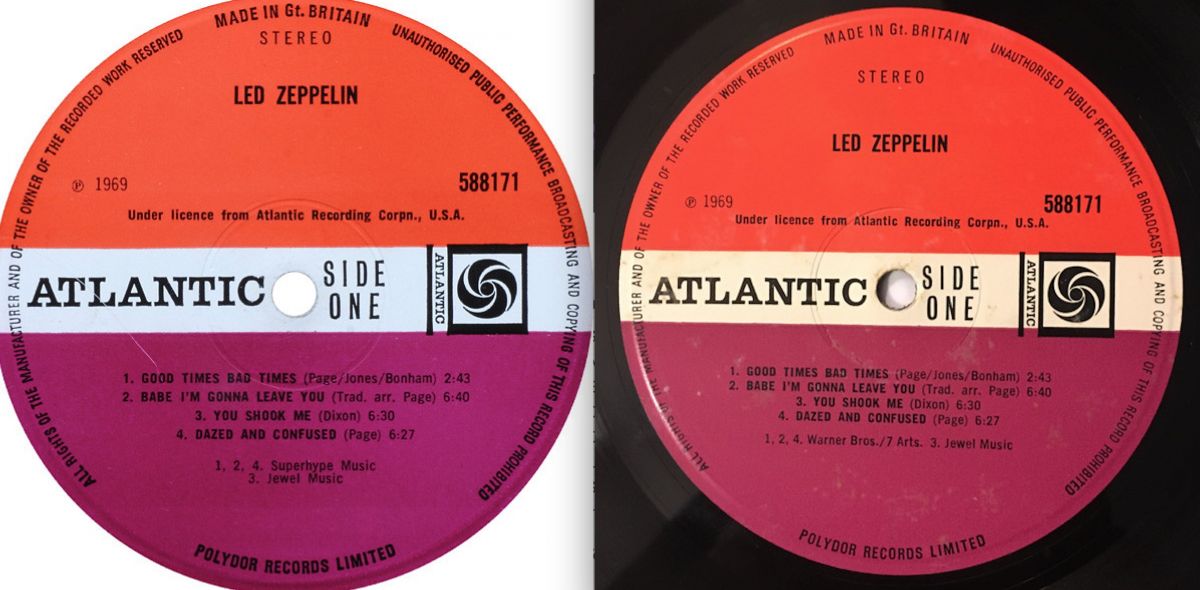 MADE IN Gt. BRITAIN
ALL RIGHTS OF THE MANUFACTURER AND OF THE OWNER OF THE RECORDED WORK RESERVED
UNAUTHORISED PUBLIC PERFORMANCE BROADCASTING AND COPYING OF THIS RECORD PROHIBITED
STEREO
LED ZEPPELIN
℗ 1969
588171
Under licence from Atlantic Recording Corpn., U.S.A.
ATLANTIC
SIDE
ONE
ATLANTIC
1. GOOD TIMES BAD TIMES (Page/Jones/Bonham) 2:43
2. BABE I'M GONNA LEAVE YOU (Trad. arr. Page) 6:40
3. YOU SHOOK ME (Dixon) 6:30
4. DAZED AND CONFUSED (Page) 6:27
1, 2, 4. Superhype Music
3. Jewel Music
POLYDOR RECORDS LIMITED
MADE IN Gt. BRITAIN
ALL RIGHTS OF THE MANUFACTURER AND OF THE OWNER OF THE RECORDED WORK RESERVED
UNAUTHORISED PUBLIC PERFORMANCE BROADCASTING AND COPYING OF THIS RECORD PROHIBITED
STEREO
LED ZEPPELIN
℗ 1969
588171
Under licence from Atlantic Recording Corpn., U.S.A.
ATLANTIC
SIDE
ONE
ATLANTIC
1. GOOD TIMES BAD TIMES (Page/Jones/Bonham) 2:43
2. BABE I'M GONNA LEAVE YOU (Trad. arr. Page) 6:40
3. YOU SHOOK ME (Dixon) 6:30
4. DAZED AND CONFUSED (Page) 6:27
1, 2, 4. Warner Bros./7 Arts. 3. Jewel Music
POLYDOR RECORDS LIMITED